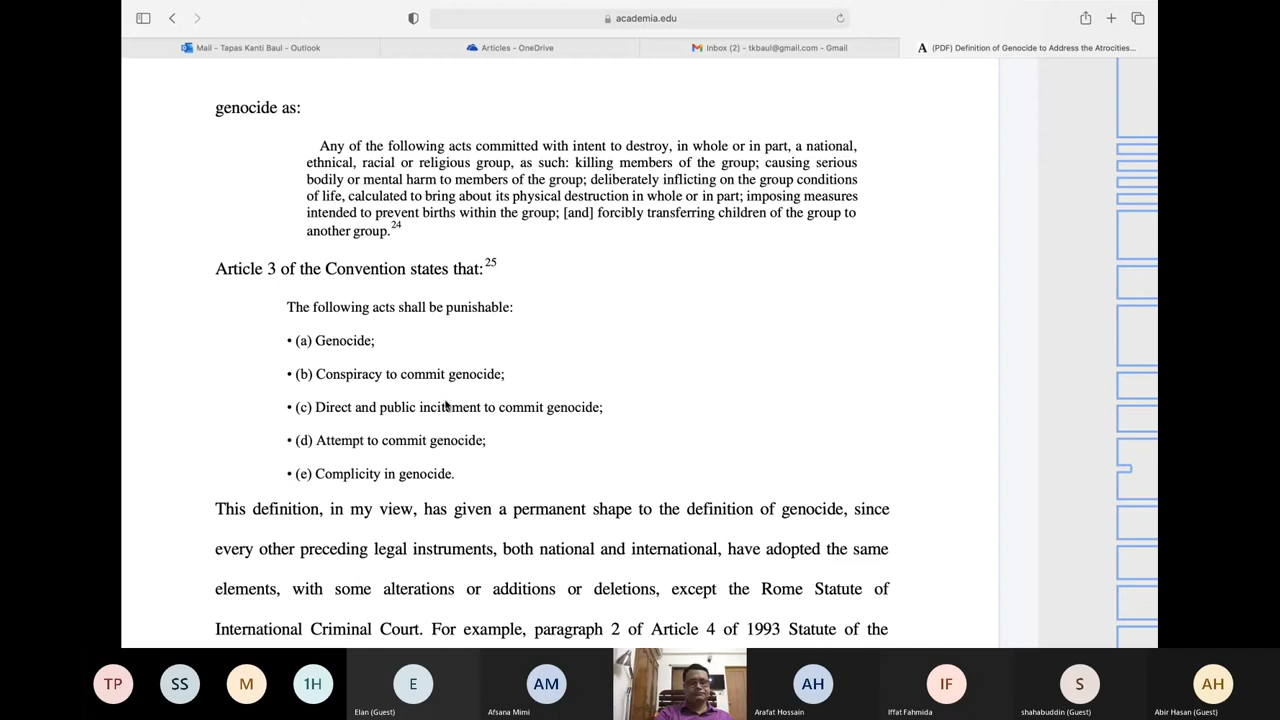 academia.edu
Mail - Tapas Kanti Baul - Outlook
Articles - OneDrive
Inbox (2) - tkbaul@gmail.com - Gmail
A (PDF) Definition of Genocide to Address the Atrocities...
genocide as:
Any of the following acts committed with intent to destroy, in whole or in part, a national,
ethnical, racial or religious group, as such: killing members of the group; causing serious
bodily or mental harm to members of the group; deliberately inflicting on the group conditions
of life, calculated to bring about its physical destruction in whole or in part; imposing measures
intended to prevent births within the group; [and] forcibly transferring children of the group to
another group.24
Article 3 of the Convention states that:25
The following acts shall be punishable:
• (a) Genocide;
• (b) Conspiracy to commit genocide;
• (c) Direct and public incitement to commit genocide;
• (d) Attempt to commit genocide;
• (e) Complicity in genocide.
This definition, in my view, has given a permanent shape to the definition of genocide, since
every other preceding legal instruments, both national and international, have adopted the same
elements, with some alterations or additions or deletions, except the Rome Statute of
International Criminal Court. For example, paragraph 2 of Article 4 of 1993 Statute of the
TP
SS
M
1H
E
AM
AH
IF
S
AH
Elan (Guest)
Afsana Mimi
Arafat Hossain
Iffat Fahmida
shahabuddin (Guest)
Abir Hasan (Guest)